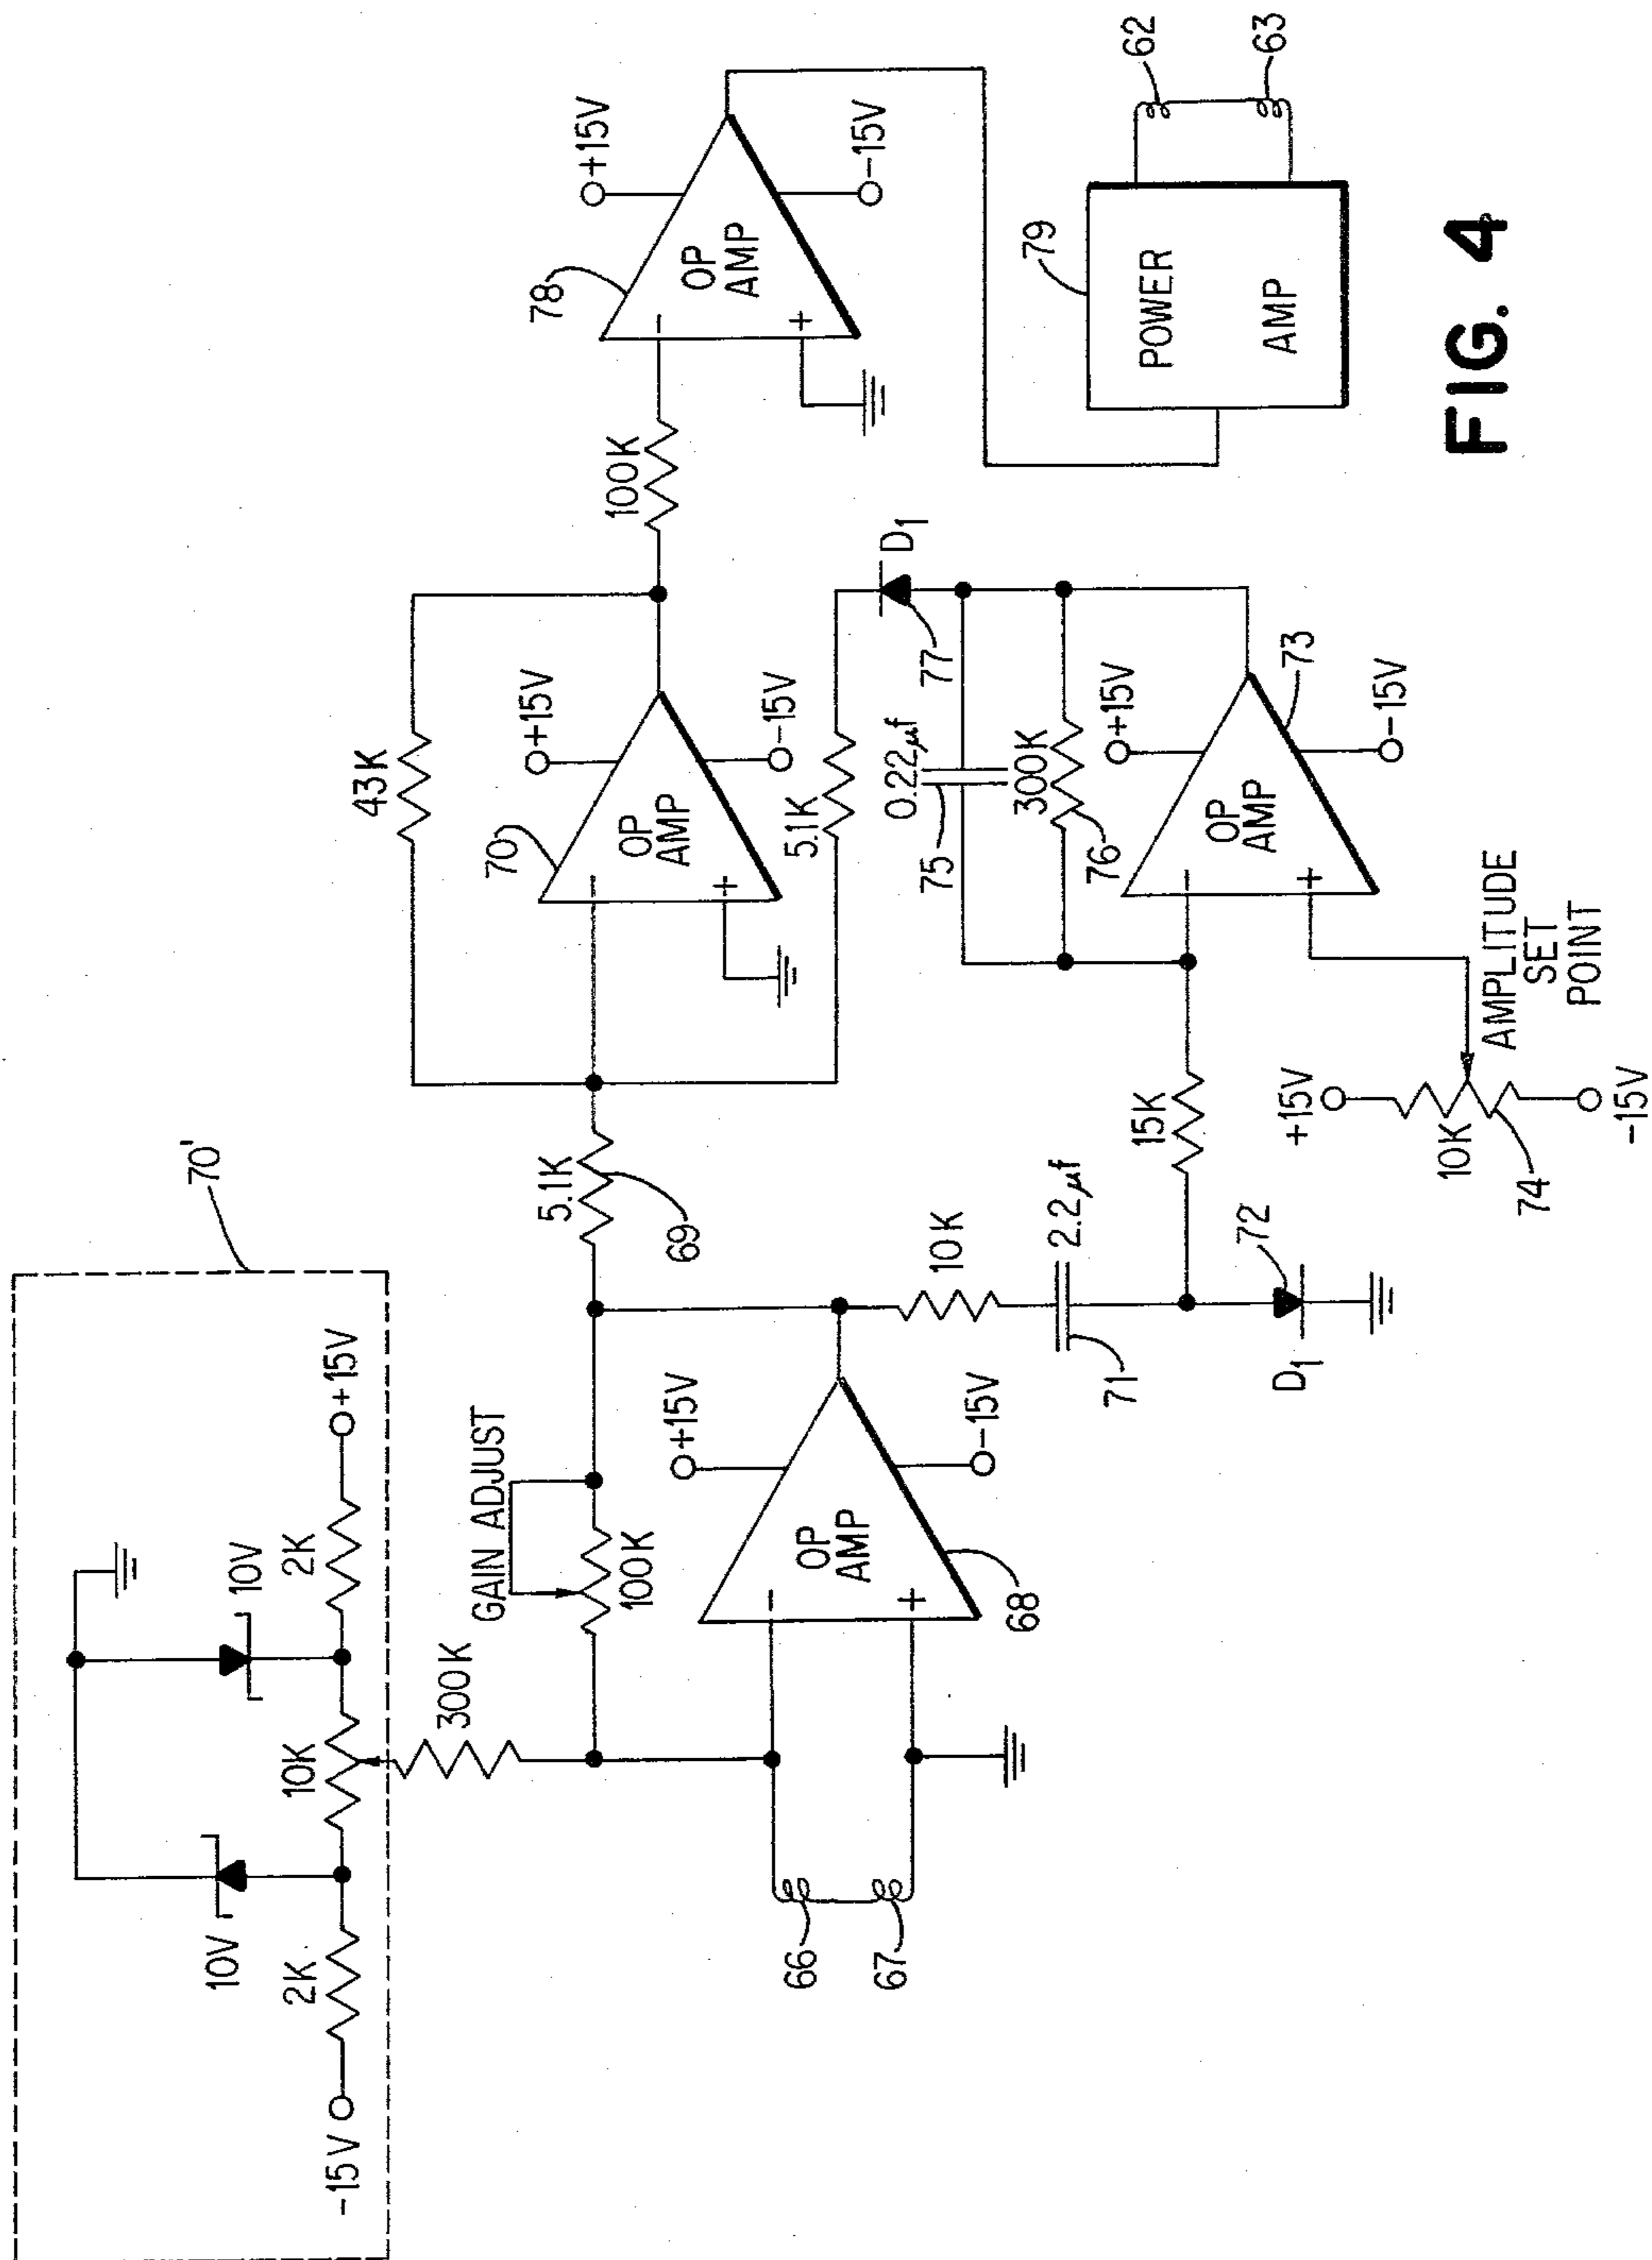 70'
-15V
2K
10V
10K
10V
2K
+15V
300K
GAIN ADJUST
100K
66
67
-
+
OP
AMP
68
+15V
-15V
5.1K
69
10K
2.2µf
71
D1
72
15K
43K
70
-
+
OP
AMP
+15V
-15V
5.1K
0.22µf
75
300K
76
77
D1
-
+
OP
AMP
+15V
-15V
73
+15V
10K
74
-15V
AMPLITUDE
SET
POINT
100K
78
-
+
OP
AMP
+15V
-15V
79
POWER
AMP
62
63
FIG. 4